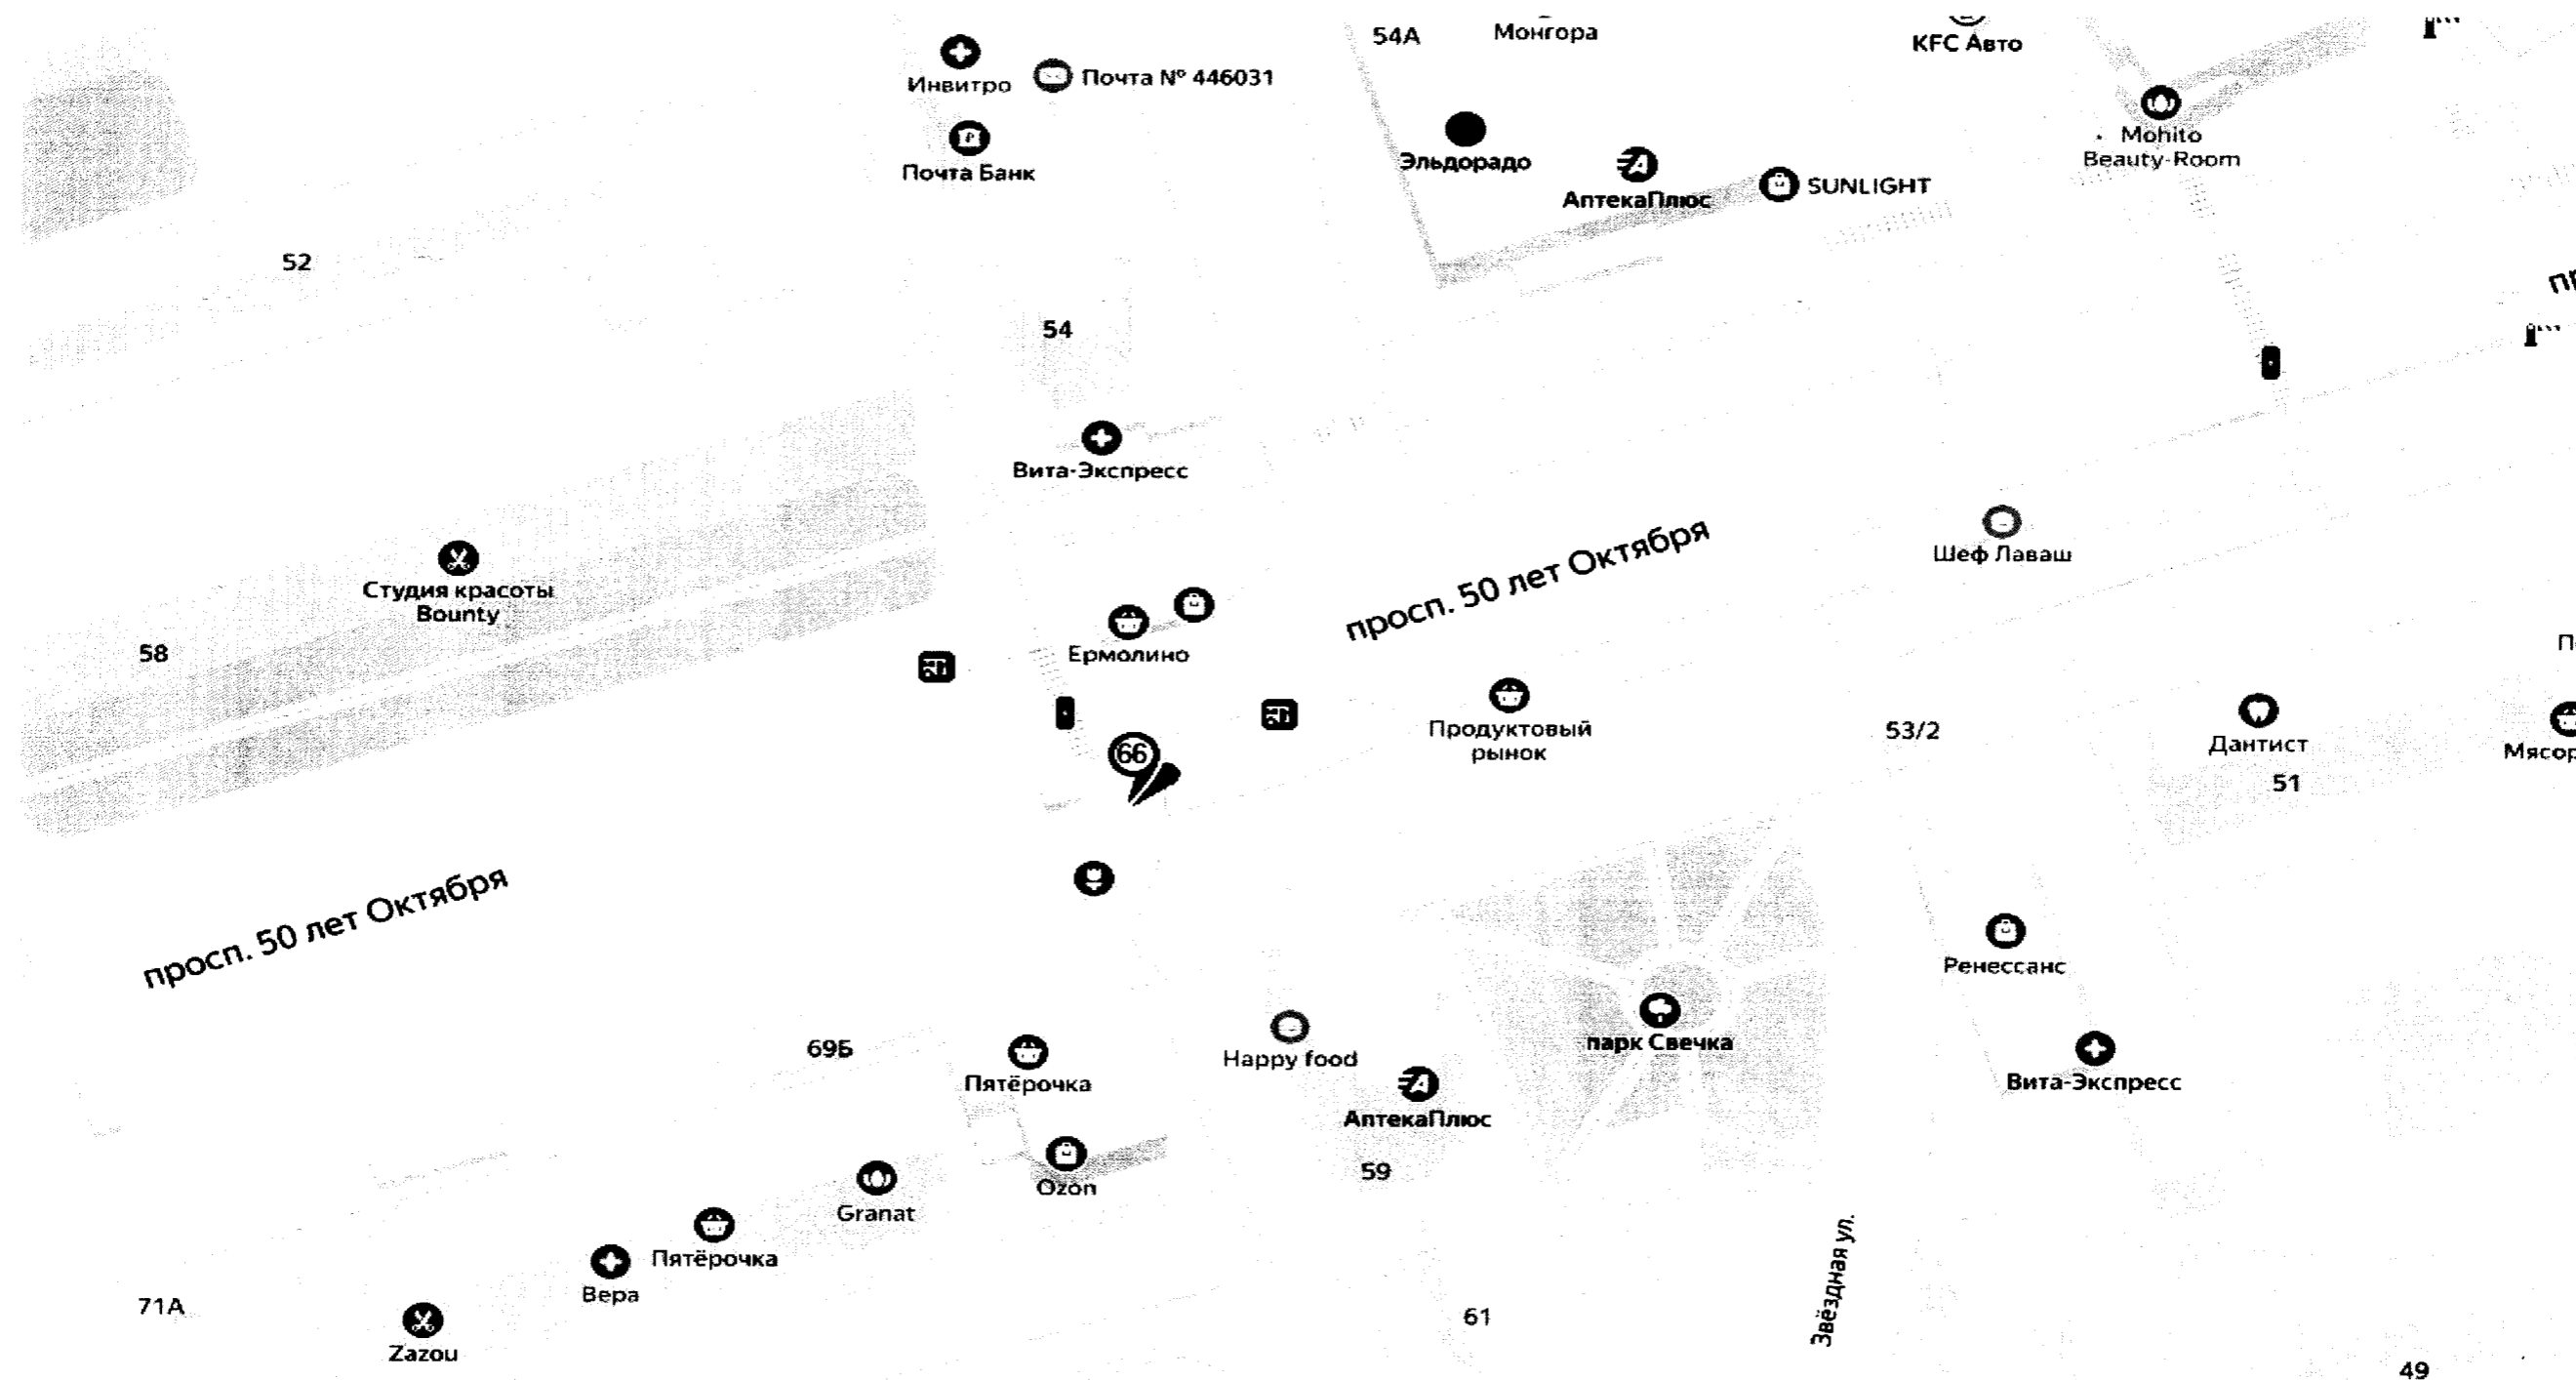 54А
Монгора
KFC Авто
Инвитро
Почта № 446031
Mohito
Beauty-Room
Почта Банк
Эльдорадо
АптекаПлюс
SUNLIGHT
52
54
Вита-Экспресс
просп. 50 лет Октября
Шеф Лаваш
Студия красоты
Bounty
58
Ермолино
66
Продуктовый
рынок
53/2
Дантист
51
просп. 50 лет Октября
Ренессанс
69Б
Пятёрочка
Happy food
парк Свечка
Вита-Экспресс
АптекаПлюс
59
Ozon
Granat
Пятёрочка
Вера
71А
Zazou
61
Звёздная ул.
49